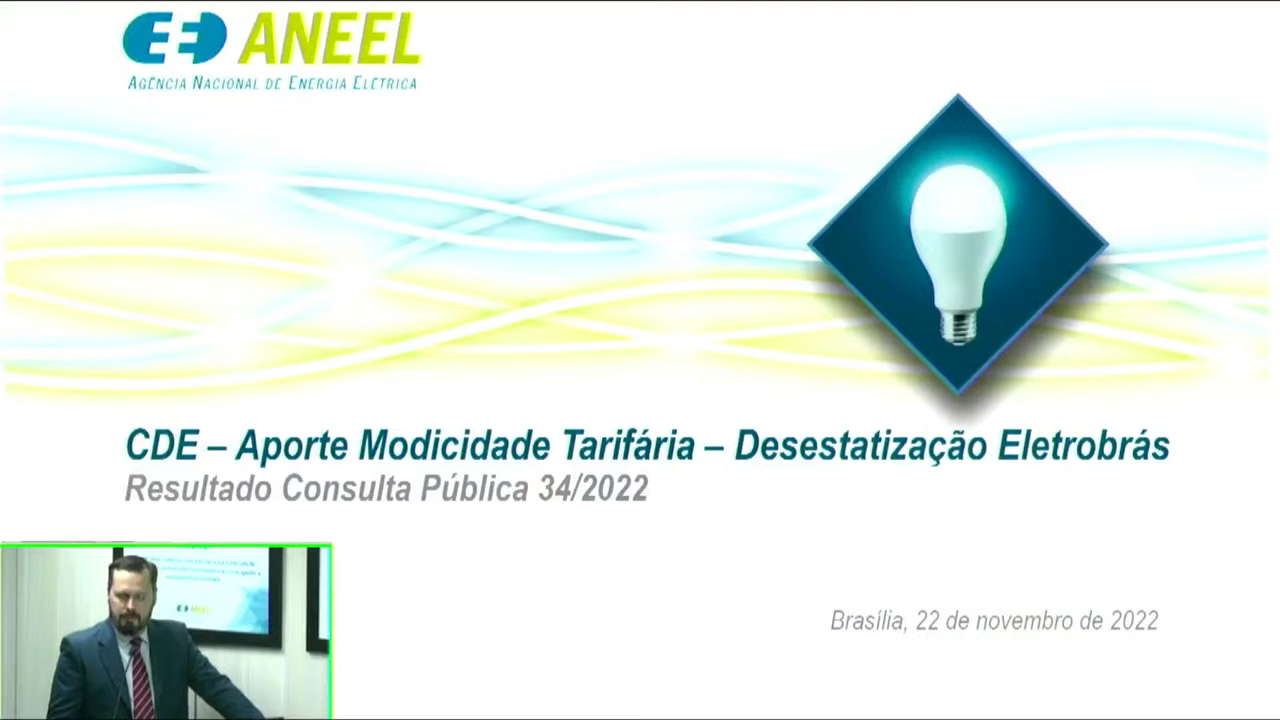 ANEEL
AGÊNCIA NACIONAL DE ENERGIA ELÉTRICA
CDE – Aporte Modicidade Tarifária – Desestatização Eletrobrás
Resultado Consulta Pública 34/2022
Brasília, 22 de novembro de 2022
ANEEL